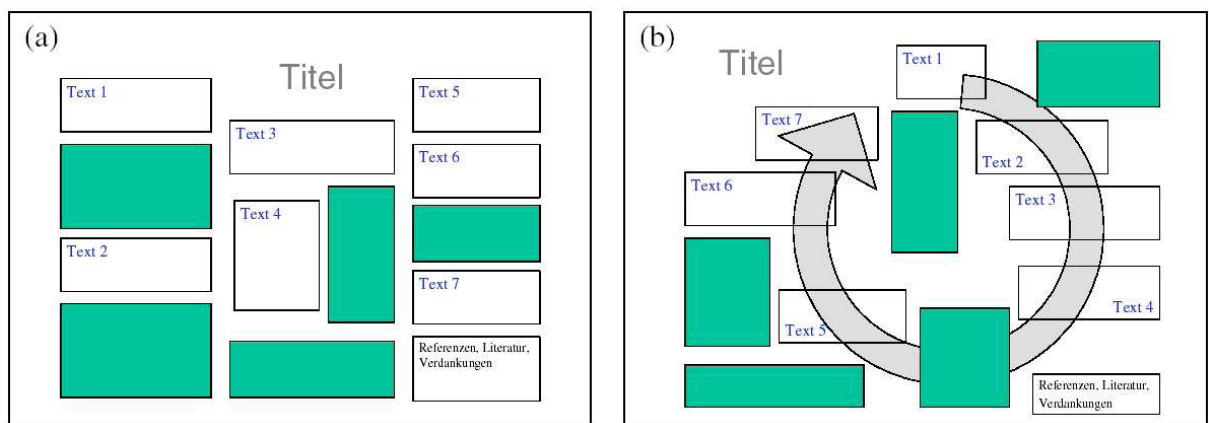 (a)
Titel
Text 1
Text 2
Text 3
Text 4
Text 5
Text 6
Text 7
Referenzen, Literatur,
Verdankungen
(b)
Titel
Text 1
Text 2
Text 3
Text 4
Text 5
Text 6
Text 7
Referenzen, Literatur,
Verdankungen